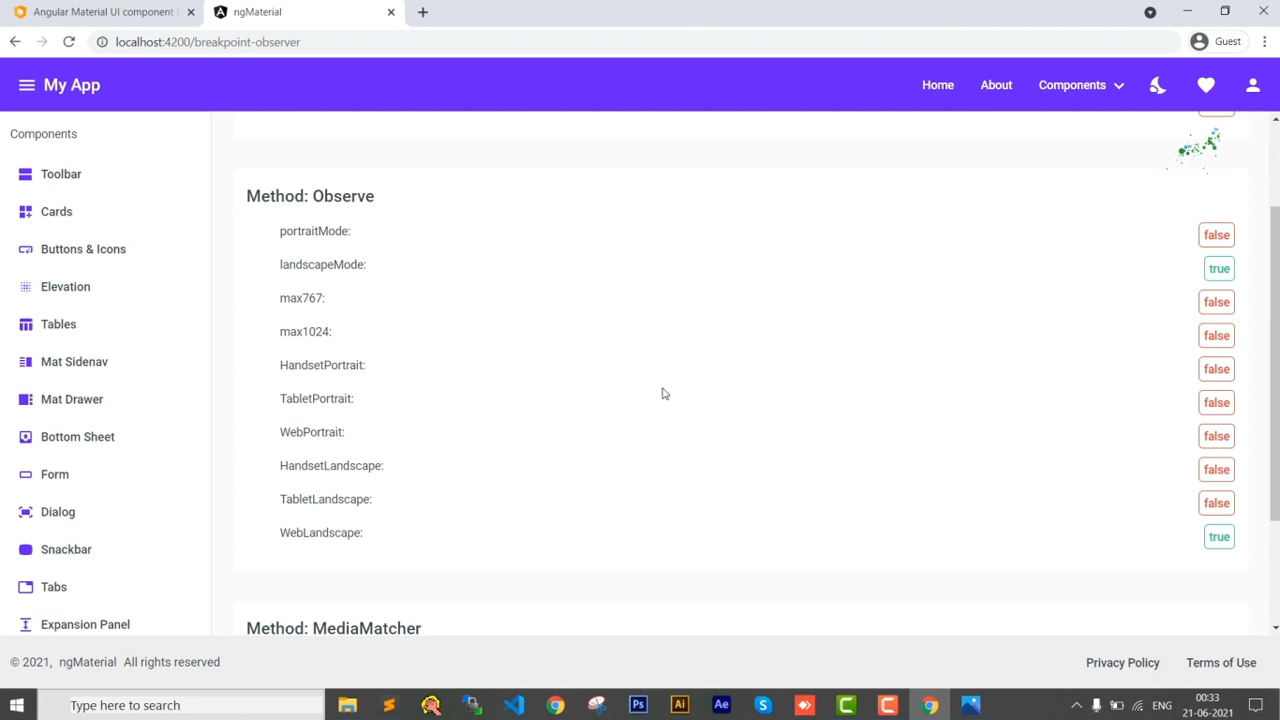 Angular Material UI component
ngMaterial
localhost:4200/breakpoint-observer
Guest
My App
Home
About
Components
Components
Toolbar
Cards
Buttons & Icons
Elevation
Tables
Mat Sidenav
Mat Drawer
Bottom Sheet
Form
Dialog
Snackbar
Tabs
Expansion Panel
Method: Observe
portraitMode: false
landscapeMode: true
max767: false
max1024: false
HandsetPortrait: false
TabletPortrait: false
WebPortrait: false
HandsetLandscape: false
TabletLandscape: false
WebLandscape: true
Method: MediaMatcher
© 2021, ngMaterial All rights reserved
Privacy Policy
Terms of Use
Type here to search
Ps
Ai
Ae
ENG
00:33
21-06-2021